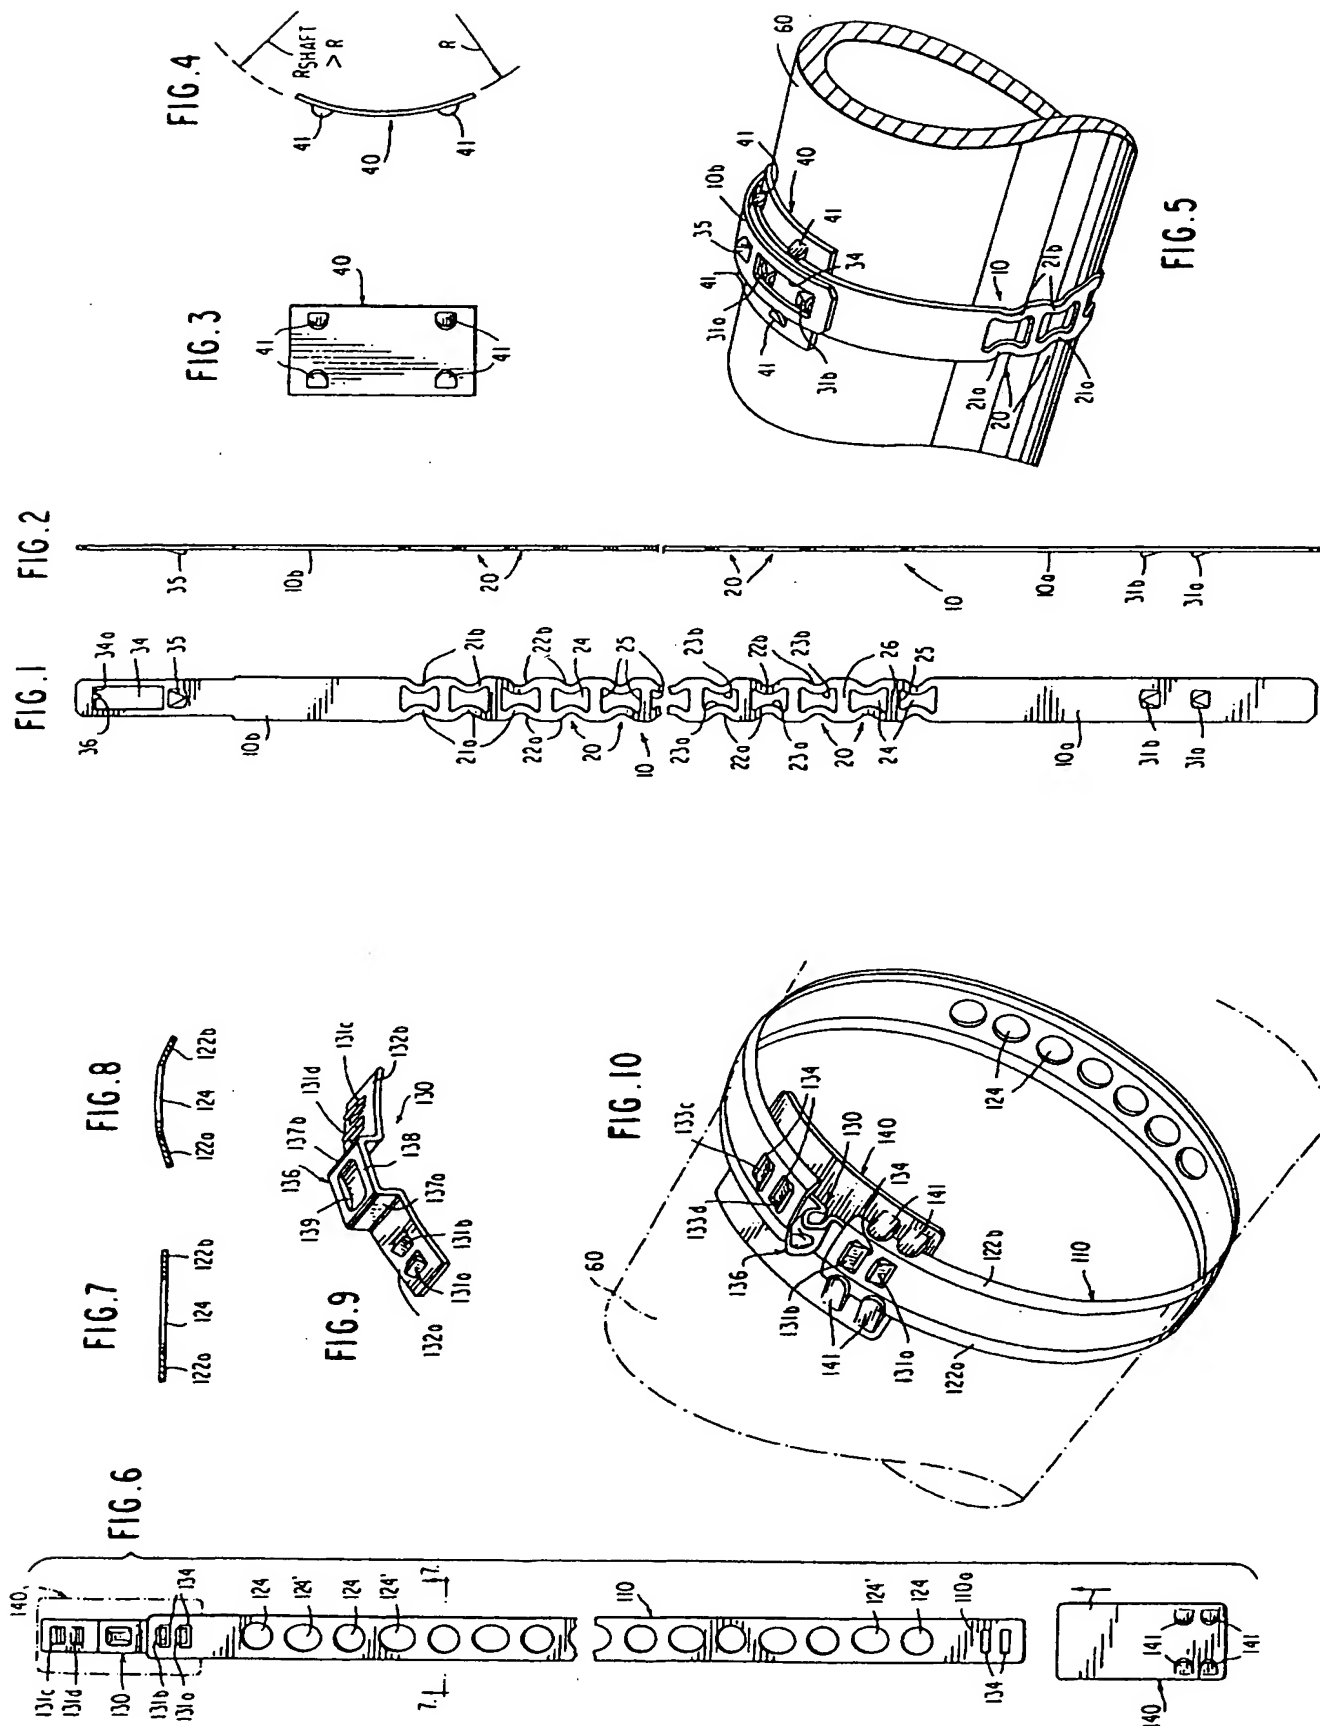 FIG.1
36
34a
34
35
10b
21b
21a
22b
22a
24
20
25
10
23b
23a
22b
22a
23a
23b
20
26
25
24
10a
31b
31a
FIG.2
35
10b
20
20
10
10a
31b
31a
FIG.3
40
41
41
FIG.4
RSHAFT
> R
R
41
40
41
FIG.5
60
41
40
10b
35
41
41
34
31a
41
31b
10
21b
21a
20
21a
FIG.6
140
131c
131d
130
131b
131a
134
124
124'
124
124'
7.
7.
110
124'
124
110a
134
141
141
140
FIG.7
122a
124
122b
FIG.8
122a
124
122b
FIG.9
139
136
137b
131d
131c
132b
130
138
137a
131b
131a
132a
FIG.10
60
133c
133d
134
130
140
134
141
136
131b
141
131a
122a
122b
110
124